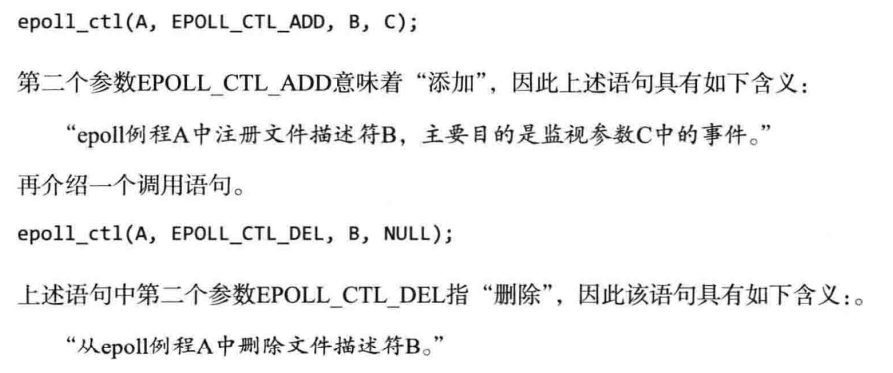 epoll_ctl(A, EPOLL_CTL_ADD, B, C);
第二个参数EPOLL_CTL_ADD意味着“添加”，因此上述语句具有如下含义：
“epoll例程A中注册文件描述符B，主要目的是监视参数C中的事件。”
再介绍一个调用语句。
epoll_ctl(A, EPOLL_CTL_DEL, B, NULL);
上述语句中第二个参数EPOLL_CTL_DEL指“删除”，因此该语句具有如下含义：。
“从epoll例程A中删除文件描述符B。”